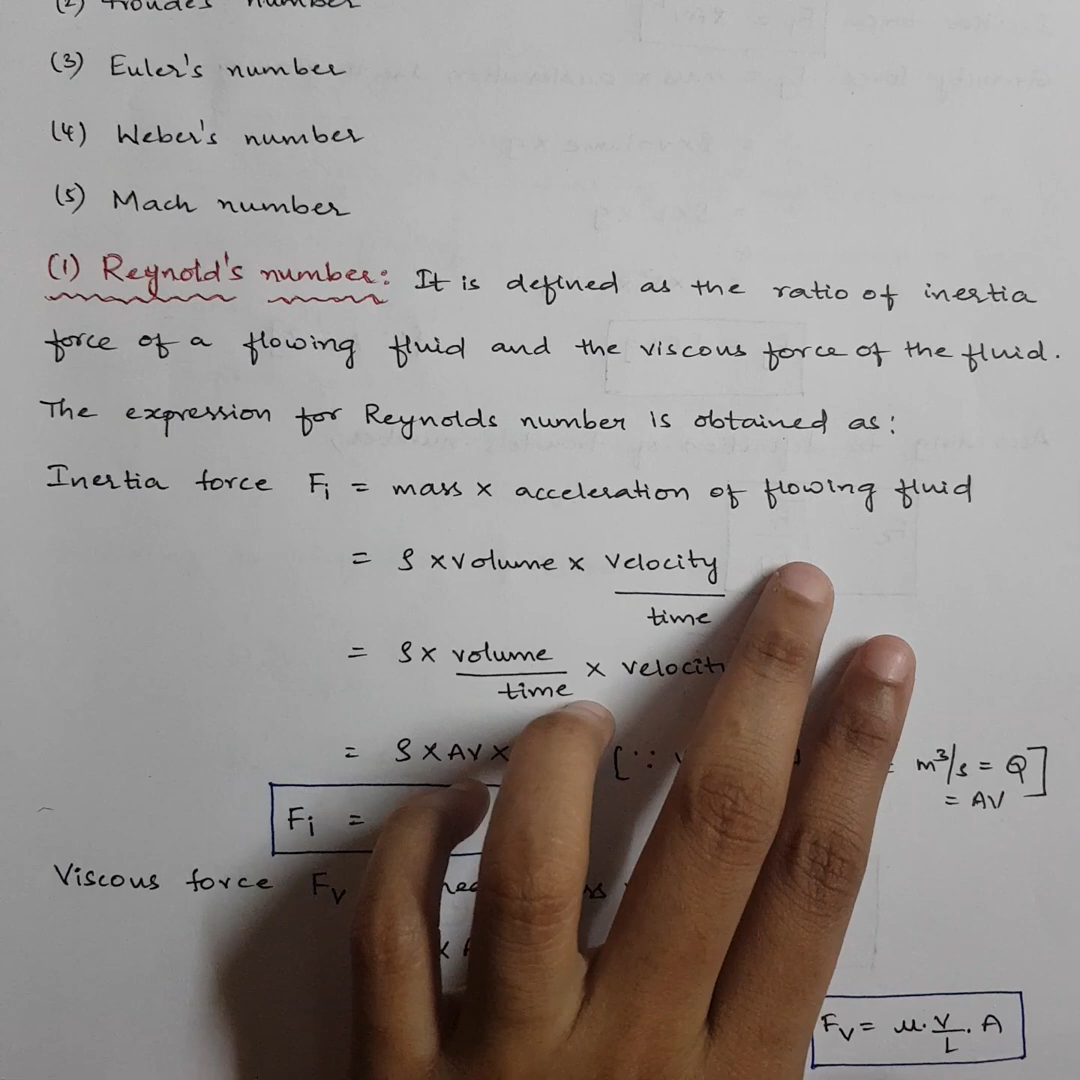 (2) Froude's number
(3) Euler's number
(4) Weber's number
(5) Mach number
(1) Reynold's number: It is defined as the ratio of inertia
force of a flowing fluid and the viscous force of the fluid.
The expression for Reynolds number is obtained as:
Inertia force Fi = mass x acceleration of flowing fluid
= ρ x volume x velocity
time
= ρ x volume x velocit
time
= ρ x AV x [∵ = m³/s = Q]
= AV
Fi =
Viscous force Fv
x A
Fv = μ. V/L . A